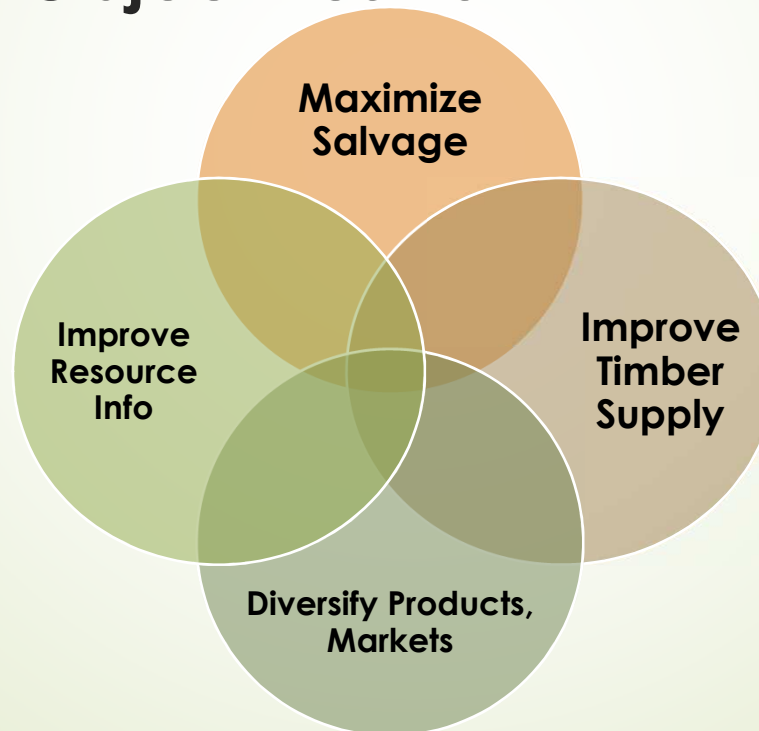 Maximize
Salvage
Improve
Resource
Info
Improve
Timber
Supply
Diversify Products,
Markets